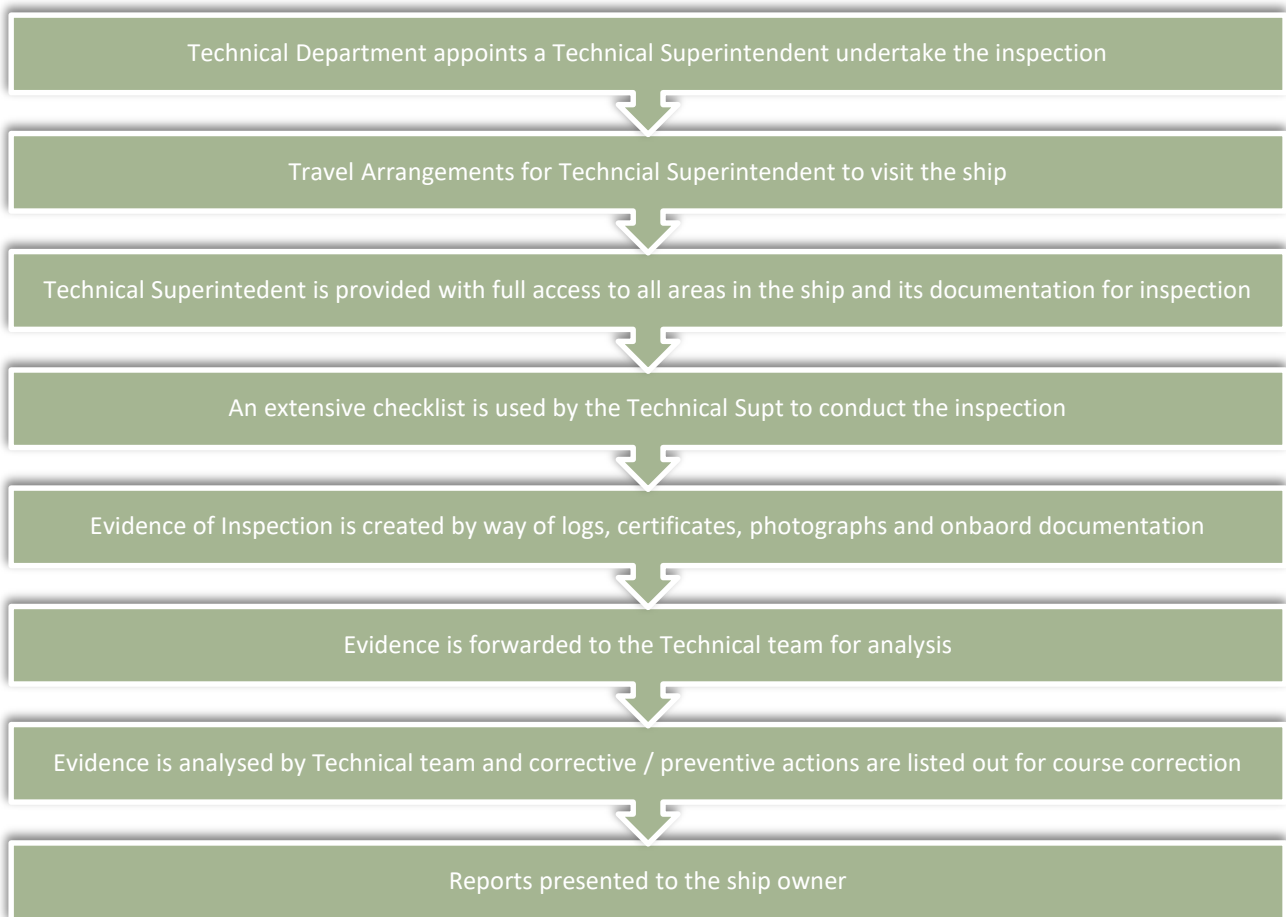 Technical Department appoints a Technical Superintendent undertake the inspection
Travel Arrangements for Techncial Superintendent to visit the ship
Technical Superintedent is provided with full access to all areas in the ship and its documentation for inspection
An extensive checklist is used by the Technical Supt to conduct the inspection
Evidence of Inspection is created by way of logs, certificates, photographs and onbaord documentation
Evidence is forwarded to the Technical team for analysis
Evidence is analysed by Technical team and corrective / preventive actions are listed out for course correction
Reports presented to the ship owner